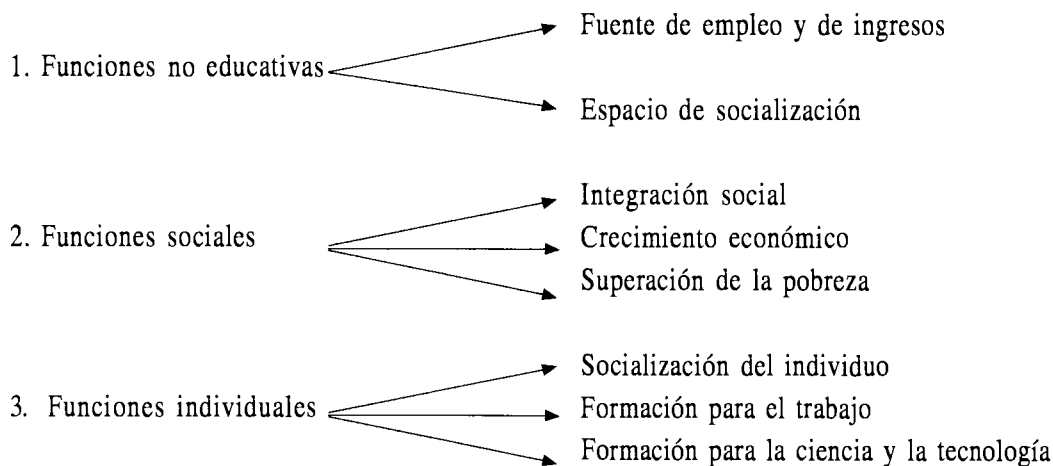 1. Funciones no educativas
Fuente de empleo y de ingresos
Espacio de socialización
2. Funciones sociales
Integración social
Crecimiento económico
Superación de la pobreza
3. Funciones individuales
Socialización del individuo
Formación para el trabajo
Formación para la ciencia y la tecnología